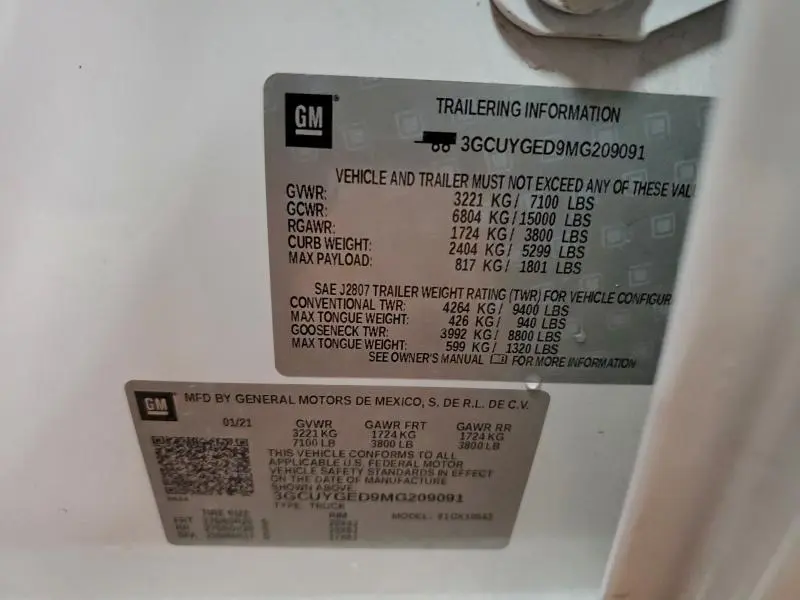 GM
TRAILERING INFORMATION
3GCUYGED9MG209091
VEHICLE AND TRAILER MUST NOT EXCEED ANY OF THESE VAL
GVWR: 3221 KG/ 7100 LBS
GCWR: 6804 KG/15000 LBS
RGAWR: 1724 KG/ 3800 LBS
CURB WEIGHT: 2404 KG/ 5299 LBS
MAX PAYLOAD: 817 KG/ 1801 LBS
SAE J2807 TRAILER WEIGHT RATING (TWR) FOR VEHICLE CONFIGUR
CONVENTIONAL TWR: 4264 KG/ 9400 LBS
MAX TONGUE WEIGHT: 426 KG/ 940 LBS
GOOSENECK TWR: 3992 KG/ 8800 LBS
MAX TONGUE WEIGHT: 599 KG/ 1320 LBS
SEE OWNER'S MANUAL FOR MORE INFORMATION
GM
MFD BY GENERAL MOTORS DE MEXICO, S. DE R.L. DE C.V.
01/21 GVWR GAWR FRT GAWR RR
3221 KG 1724 KG 1724 KG
7100 LB 3800 LB 3800 LB
THIS VEHICLE CONFORMS TO ALL
APPLICABLE U.S. FEDERAL MOTOR
VEHICLE SAFETY STANDARDS IN EFFECT
ON THE DATE OF MANUFACTURE
SHOWN ABOVE.
3GCUYGED9MG209091
TYPE: TRUCK MODEL:
TIRE SIZE RIM
FRT
RR